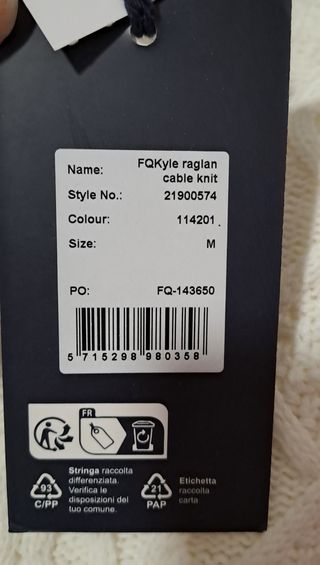 Name: FQKyle raglan
cable knit
Style No.: 21900574
Colour: 114201
Size: M
PO: FQ-143650
5 715298 980358
FR
Stringa raccolta
differenziata.
Verifica le
disposizioni del
tuo comune.
93
C/PP
21
PAP
Etichetta
raccolta
carta